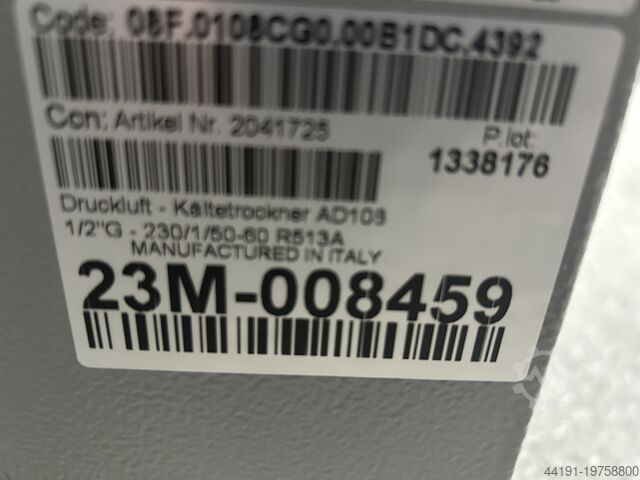 Code: 08F.0108CG0.00B1DC.4392
Con: Artikel Nr. 2041725
P.lot:
1338176
Druckluft - Kältetrockner AD108
1/2"G - 230/1/50-60 R513A
MANUFACTURED IN ITALY
23M-008459
44191-19758800